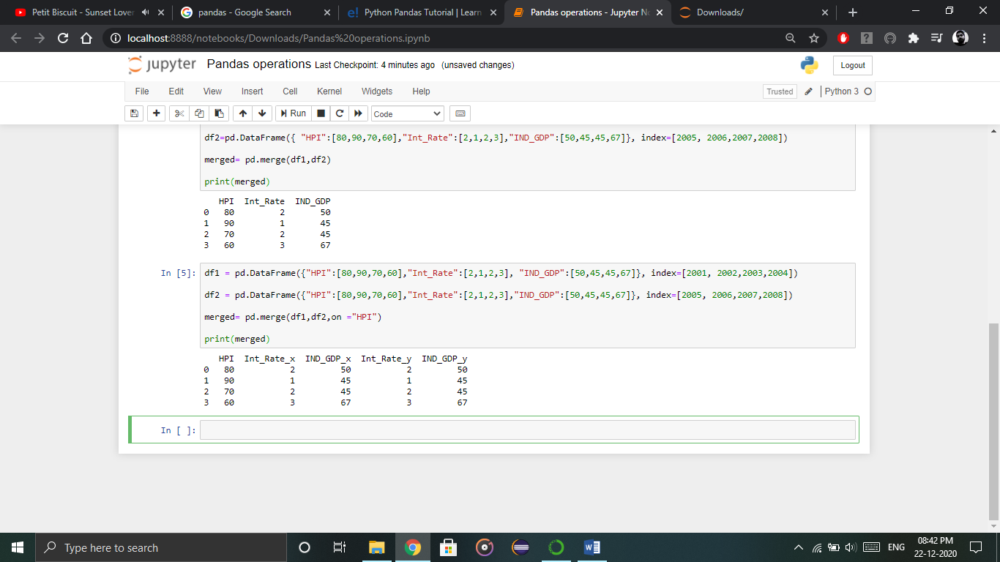 Petit Biscuit - Sunset Lover
pandas - Google Search
Python Pandas Tutorial | Learn
Pandas operations - Jupyter No
Downloads/
localhost:8888/notebooks/Downloads/Pandas%20operations.ipynb
jupyter Pandas operations Last Checkpoint: 4 minutes ago (unsaved changes)
Logout
File Edit View Insert Cell Kernel Widgets Help
Trusted Python 3
Run Code
df2=pd.DataFrame({ "HPI":[80,90,70,60],"Int_Rate":[2,1,2,3],"IND_GDP":[50,45,45,67]}, index=[2005, 2006,2007,2008])
merged= pd.merge(df1,df2)
print(merged)
HPI Int_Rate IND_GDP
0 80 2 50
1 90 1 45
2 70 2 45
3 60 3 67
In [5]: df1 = pd.DataFrame({"HPI":[80,90,70,60],"Int_Rate":[2,1,2,3], "IND_GDP":[50,45,45,67]}, index=[2001, 2002,2003,2004])
df2 = pd.DataFrame({"HPI":[80,90,70,60],"Int_Rate":[2,1,2,3],"IND_GDP":[50,45,45,67]}, index=[2005, 2006,2007,2008])
merged= pd.merge(df1,df2,on ="HPI")
print(merged)
HPI Int_Rate_x IND_GDP_x Int_Rate_y IND_GDP_y
0 80 2 50 2 50
1 90 1 45 1 45
2 70 2 45 2 45
3 60 3 67 3 67
In [ ]:
Type here to search
ENG
08:42 PM
22-12-2020